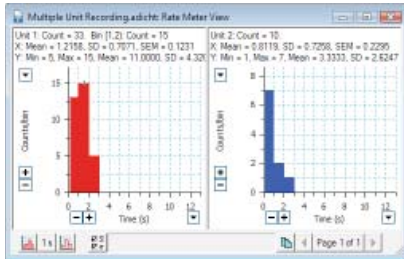 Multiple Unit Recording.adicht: Rate Meter View
Unit 1: Count = 33. Bin [1,2): Count = 15
X: Mean = 1.2158, SD = 0.7071, SEM = 0.1231
Y: Min = 5, Max = 15, Mean = 11.0000, SD = 4.320
Counts/bin
15
10
5
0
0 2 4 6 8 10 12
Time (s)
Unit 2: Count = 10.
X: Mean = 0.8119, SD = 0.7258, SEM = 0.2295
Y: Min = 1, Max = 7, Mean = 3.3333, SD = 2.6247
Counts/bin
8
6
4
2
0
0 2 4 6 8 10 12
Time (s)
1 s
Page 1 of 1